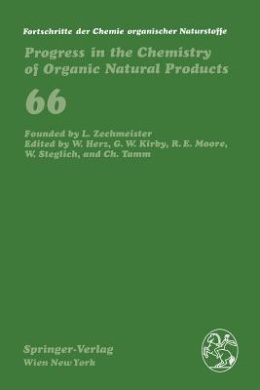 Fortschritte der Chemie organischer Naturstoffe
Progress in the Chemistry
of Organic Natural Products
66
Founded by L. Zechmeister
Edited by W. Herz, G. W. Kirby, R. E. Moore,
W. Steglich, and Ch. Tamm
Springer-Verlag
Wien New York